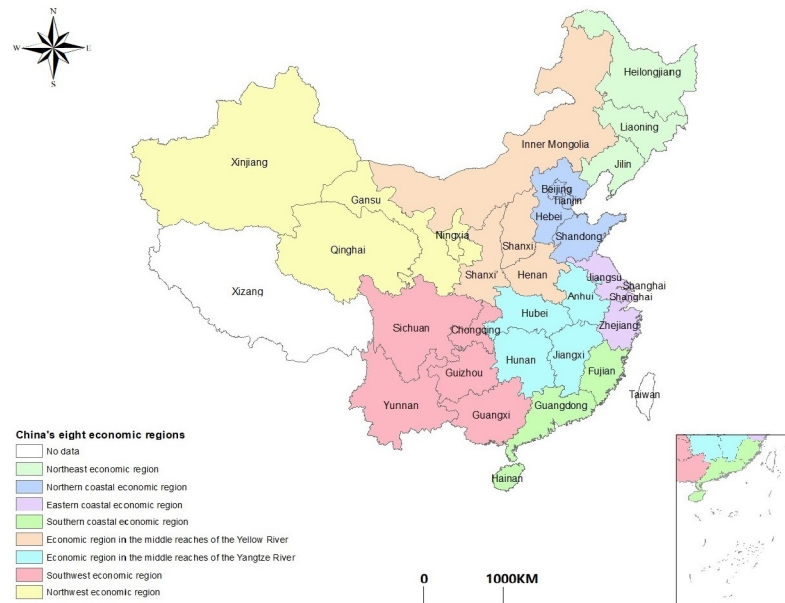 N
W E
S
Heilongjiang
Liaoning
Jilin
Inner Mongolia
Xinjiang
Gansu
Beijing
Tianjin
Hebei
Ningxia
Shanxi
Shandong
Qinghai
Shanxi'
Henan
Jiangsu
Shanghai
Shanghai
Anhui
Xizang
Hubei
Zhejiang
Sichuan
Chongqing
Hunan
Jiangxi
Fujian
Guizhou
Taiwan
Yunnan
Guangxi
Guangdong
Hainan
China's eight economic regions
No data
Northeast economic region
Northern coastal economic region
Eastern coastal economic region
Southern coastal economic region
Economic region in the middle reaches of the Yellow River
Economic region in the middle reaches of the Yangtze River
Southwest economic region
Northwest economic region
0 1000KM